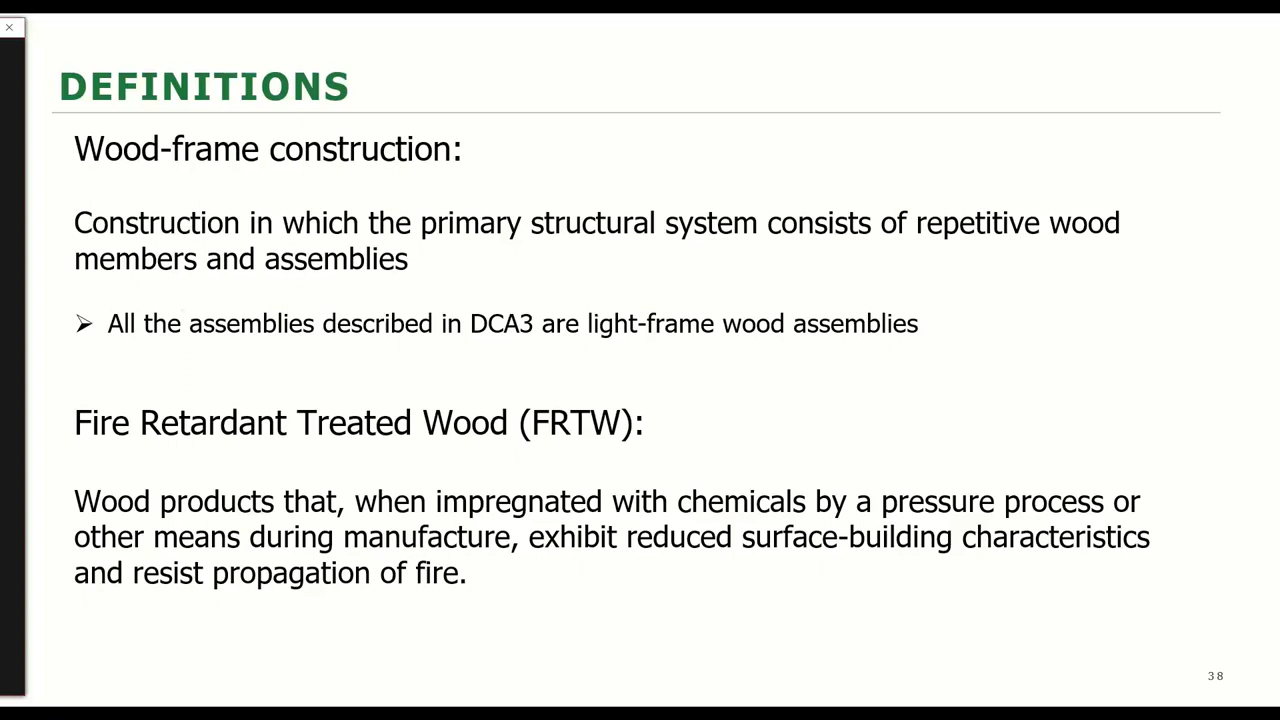 DEFINITIONS
Wood-frame construction:
Construction in which the primary structural system consists of repetitive wood
members and assemblies
➢ All the assemblies described in DCA3 are light-frame wood assemblies
Fire Retardant Treated Wood (FRTW):
Wood products that, when impregnated with chemicals by a pressure process or
other means during manufacture, exhibit reduced surface-building characteristics
and resist propagation of fire.
38